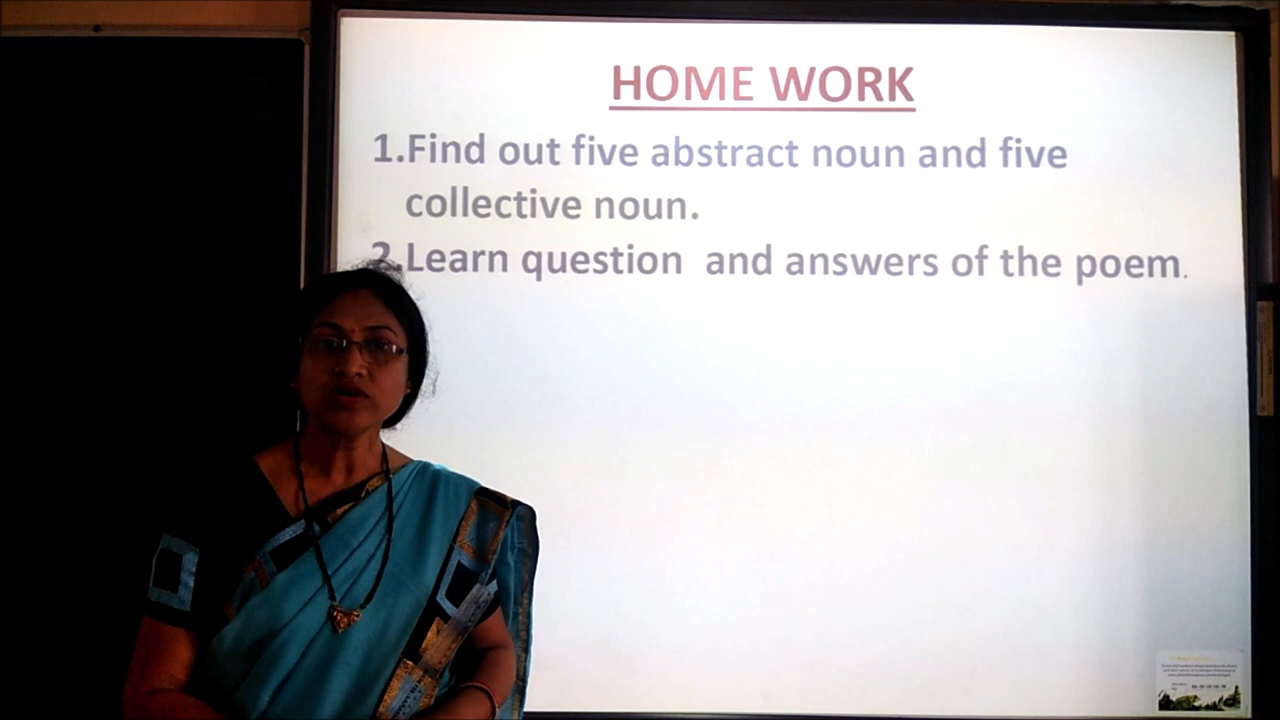 HOME WORK
1.Find out five abstract noun and five
collective noun.
2.Learn question and answers of the poem.